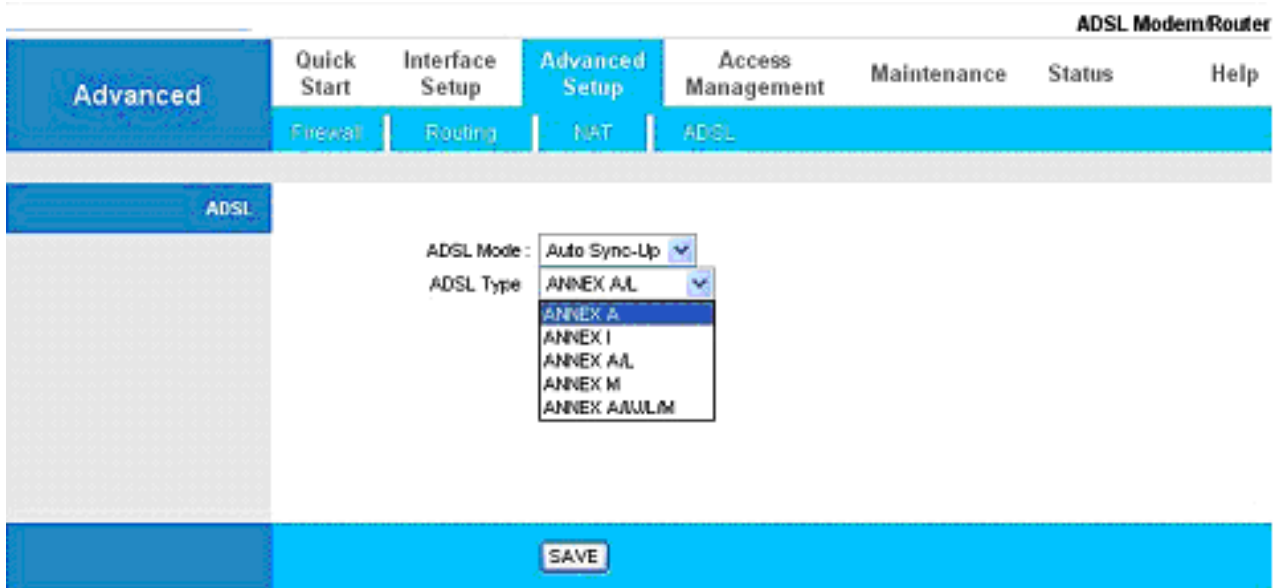 ADSL Modem/Router
Advanced
Quick Start
Interface Setup
Advanced Setup
Access Management
Maintenance
Status
Help
Firewall
Routing
NAT
ADSL
ADSL
ADSL Mode : Auto Sync-Up
ADSL Type ANNEX A/L
ANNEX A
ANNEX I
ANNEX A/L
ANNEX M
ANNEX A/I/J/L/M
SAVE